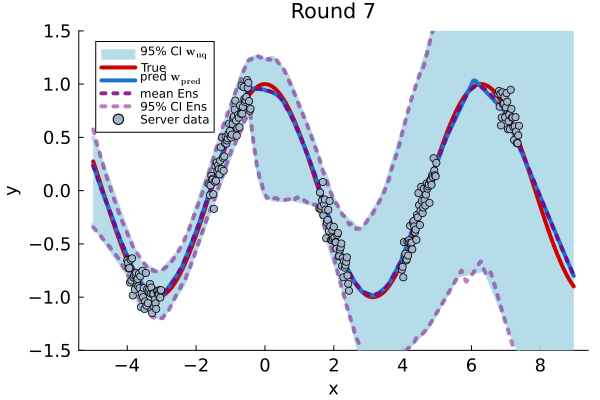 Round 7
1.5
1.0
0.5
0.0
−0.5
−1.0
−1.5
y
95% CI w_uq
True
pred w_pred
mean Ens
95% CI Ens
Server data
−4 −2 0 2 4 6 8
x